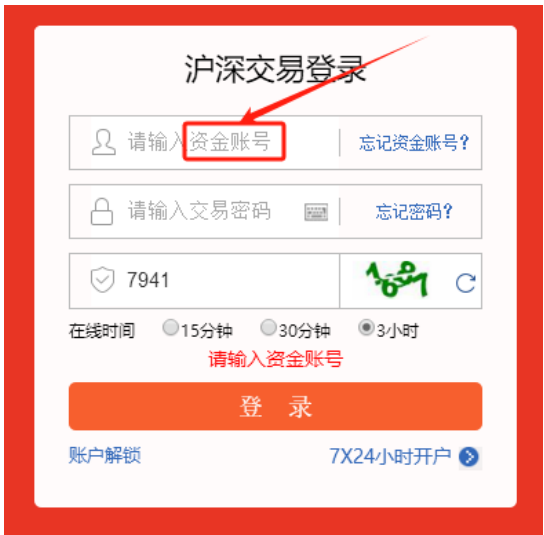 沪深交易登录
请输入资金账号 忘记资金账号?
请输入交易密码 忘记密码?
7941 1687
在线时间 15分钟 30分钟 3小时
请输入资金账号
登 录
账户解锁 7X24小时开户